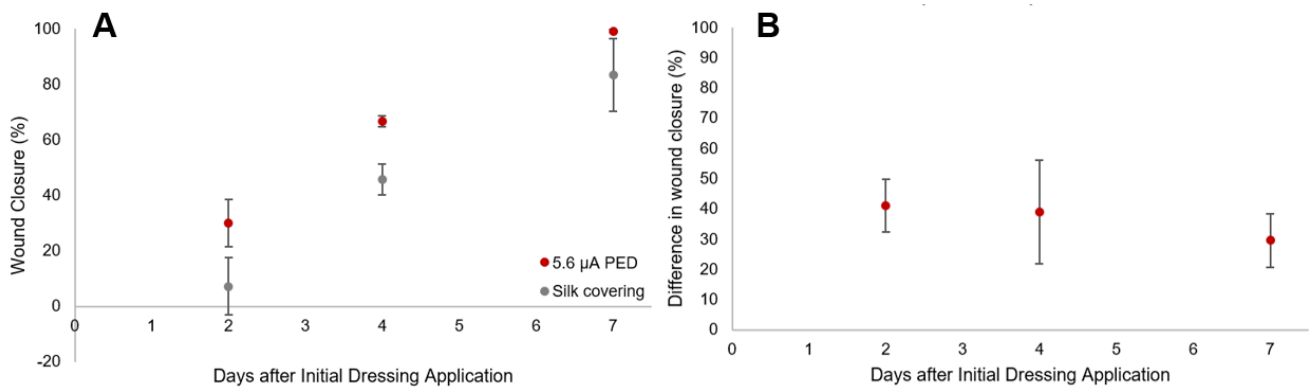 A
100
80
60
40
20
0
-20
0 1 2 3 4 5 6 7
Wound Closure (%)
5.6 µA PED
Silk covering
Days after Initial Dressing Application
B
100
90
80
70
60
50
40
30
20
10
0
0 1 2 3 4 5 6 7
Difference in wound closure (%)
Days after Initial Dressing Application